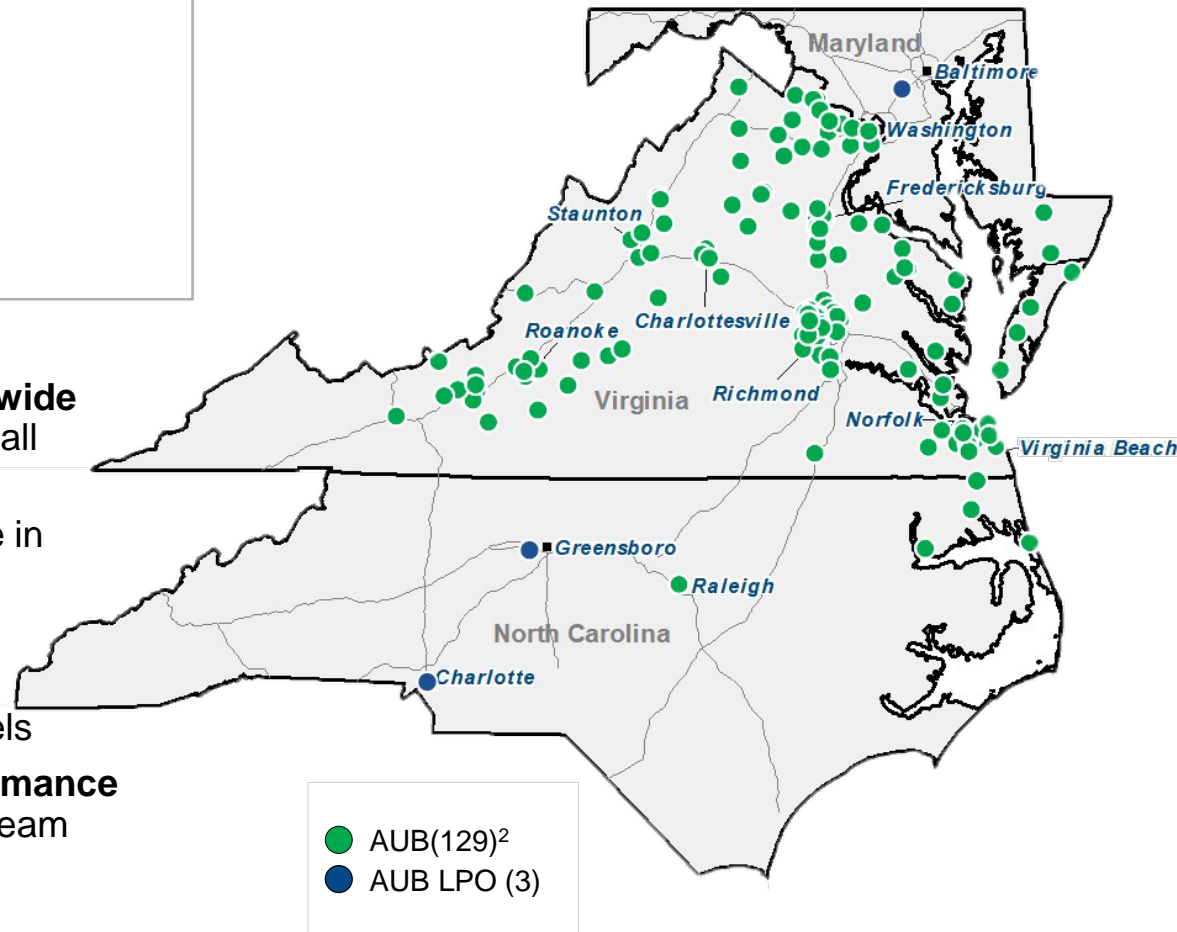 wide
all
e in
els
mance
eam
Maryland
Baltimore
Washington
Fredericksburg
Staunton
Charlottesville
Roanoke
Richmond
Virginia
Norfolk
Virginia Beach
Greensboro
Raleigh
North Carolina
Charlotte
AUB(129)²
AUB LPO (3)